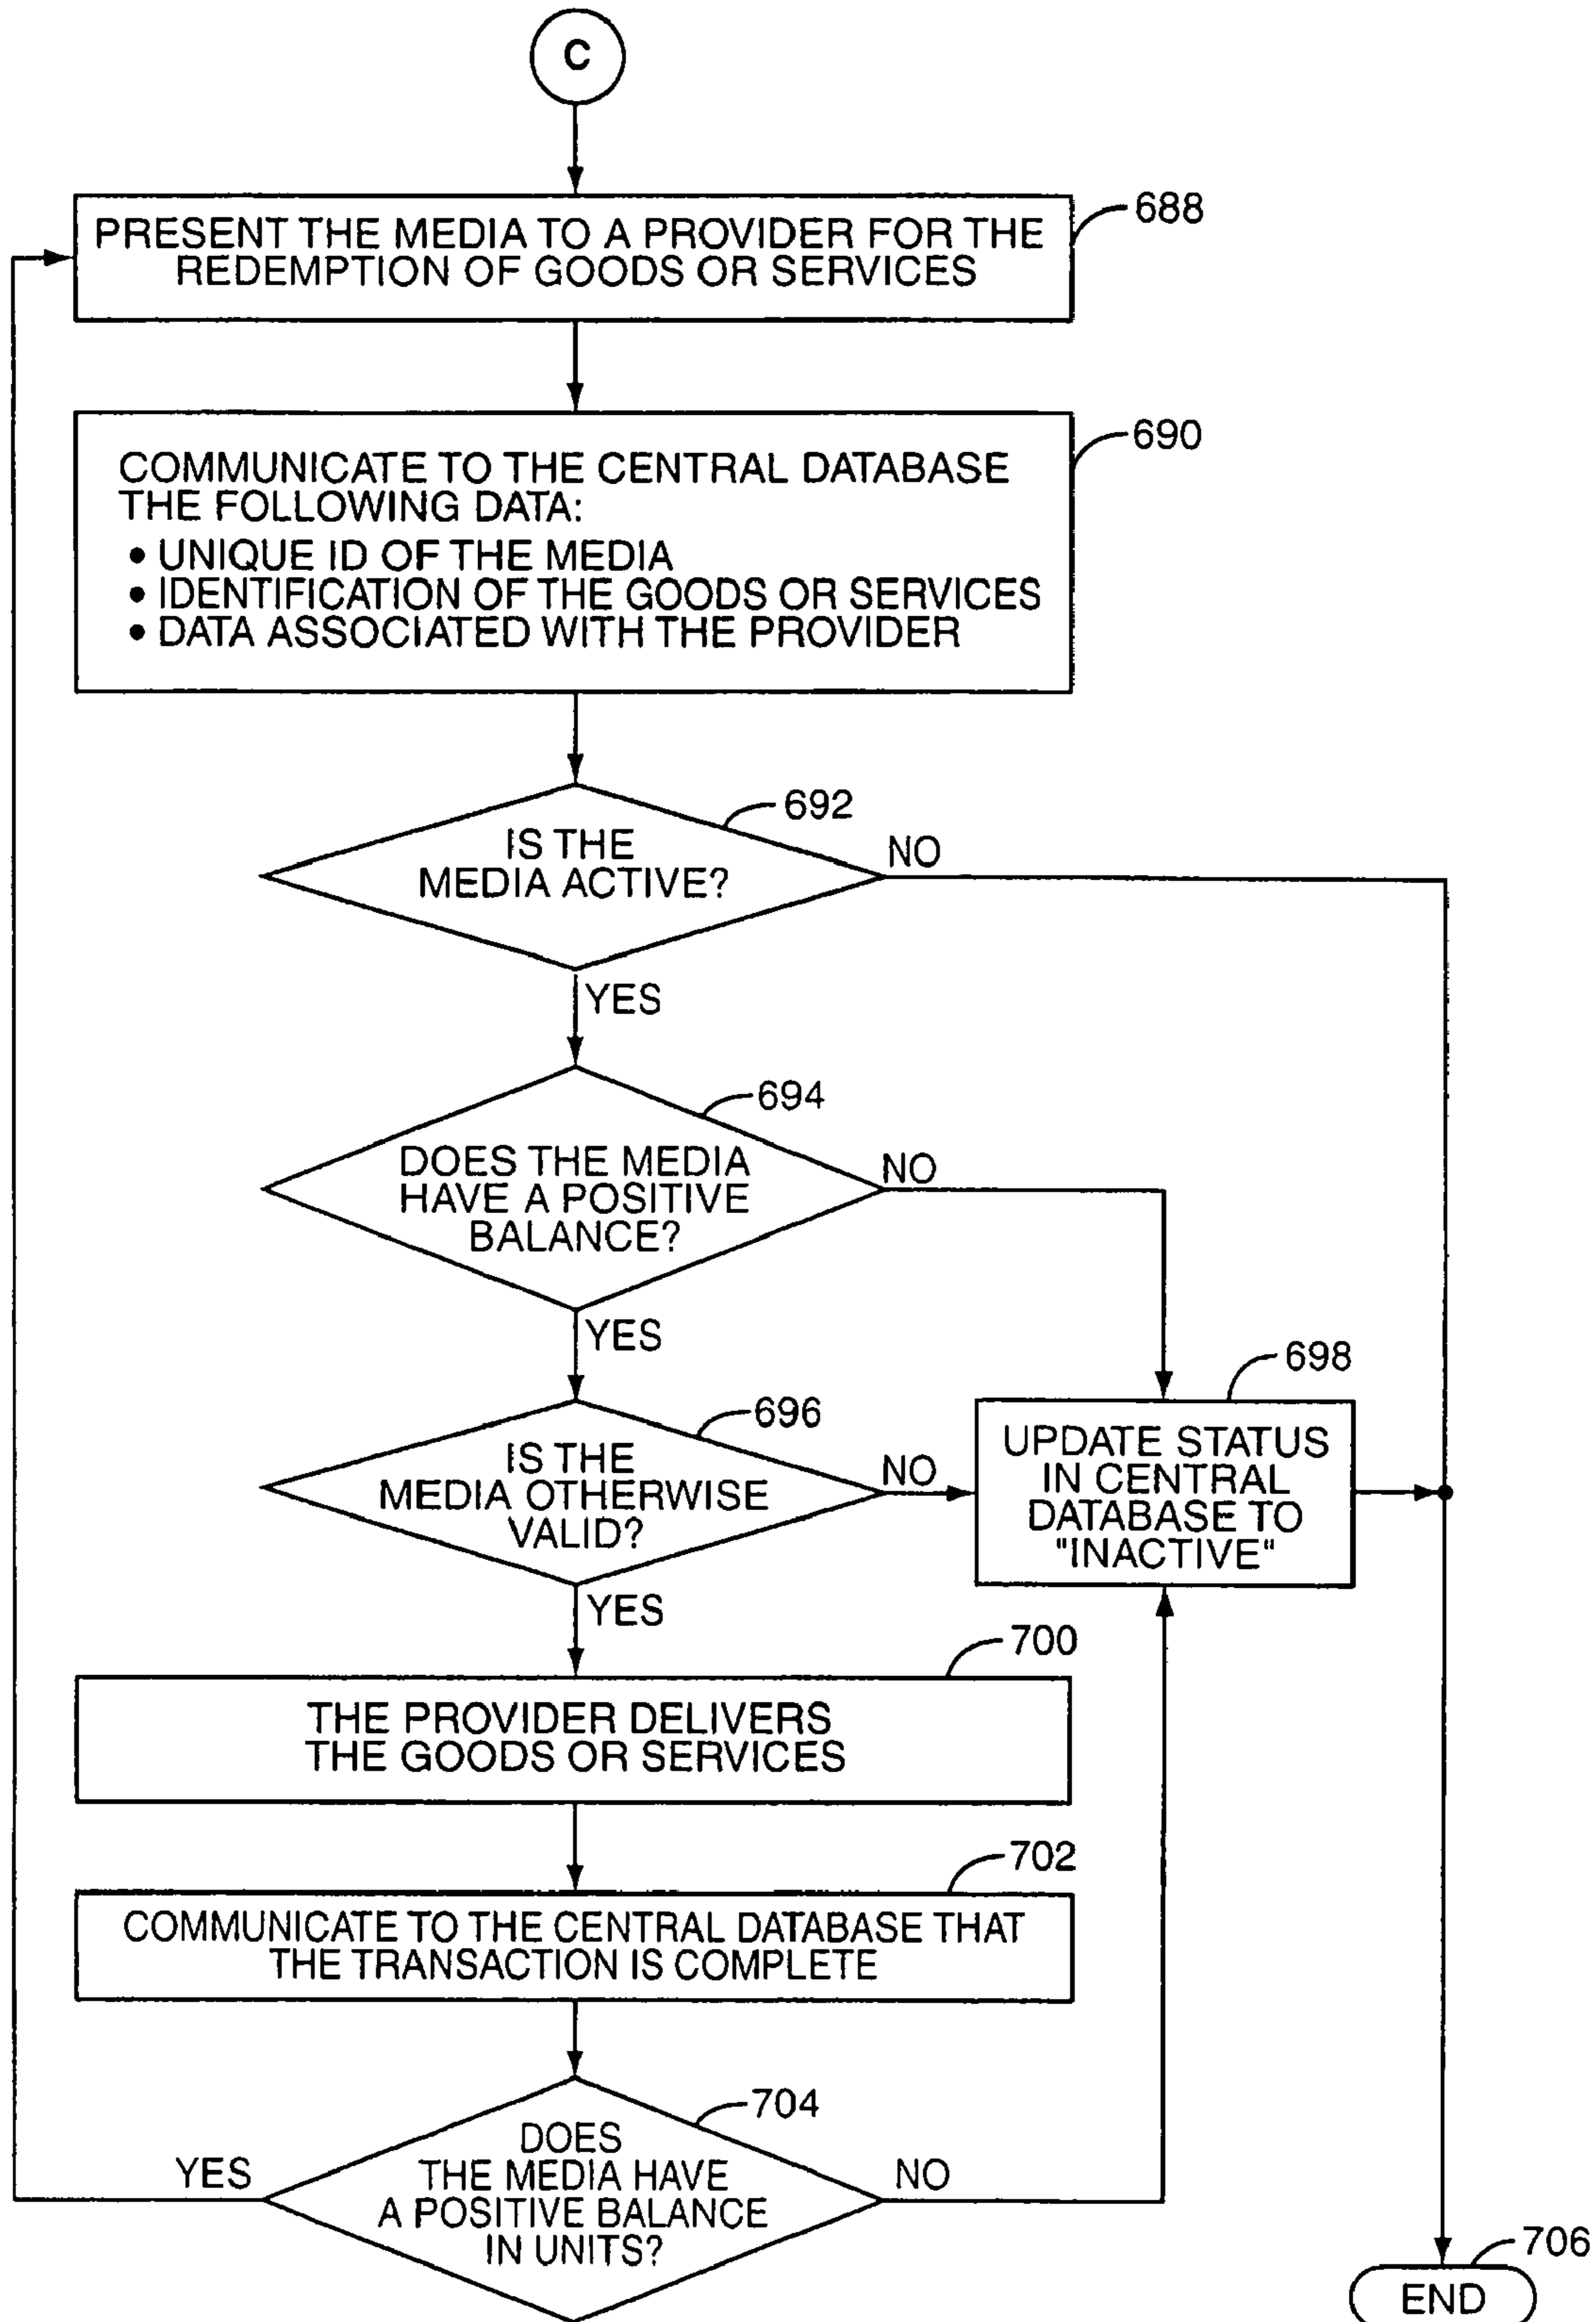 C
PRESENT THE MEDIA TO A PROVIDER FOR THE
REDEMPTION OF GOODS OR SERVICES
688
COMMUNICATE TO THE CENTRAL DATABASE
THE FOLLOWING DATA:
• UNIQUE ID OF THE MEDIA
• IDENTIFICATION OF THE GOODS OR SERVICES
• DATA ASSOCIATED WITH THE PROVIDER
690
IS THE
MEDIA ACTIVE?
692
NO
YES
DOES THE MEDIA
HAVE A POSITIVE
BALANCE?
694
NO
YES
IS THE
MEDIA OTHERWISE
VALID?
696
NO
UPDATE STATUS
IN CENTRAL
DATABASE TO
"INACTIVE"
698
YES
THE PROVIDER DELIVERS
THE GOODS OR SERVICES
700
COMMUNICATE TO THE CENTRAL DATABASE THAT
THE TRANSACTION IS COMPLETE
702
DOES
THE MEDIA HAVE
A POSITIVE BALANCE
IN UNITS?
704
YES
NO
END
706